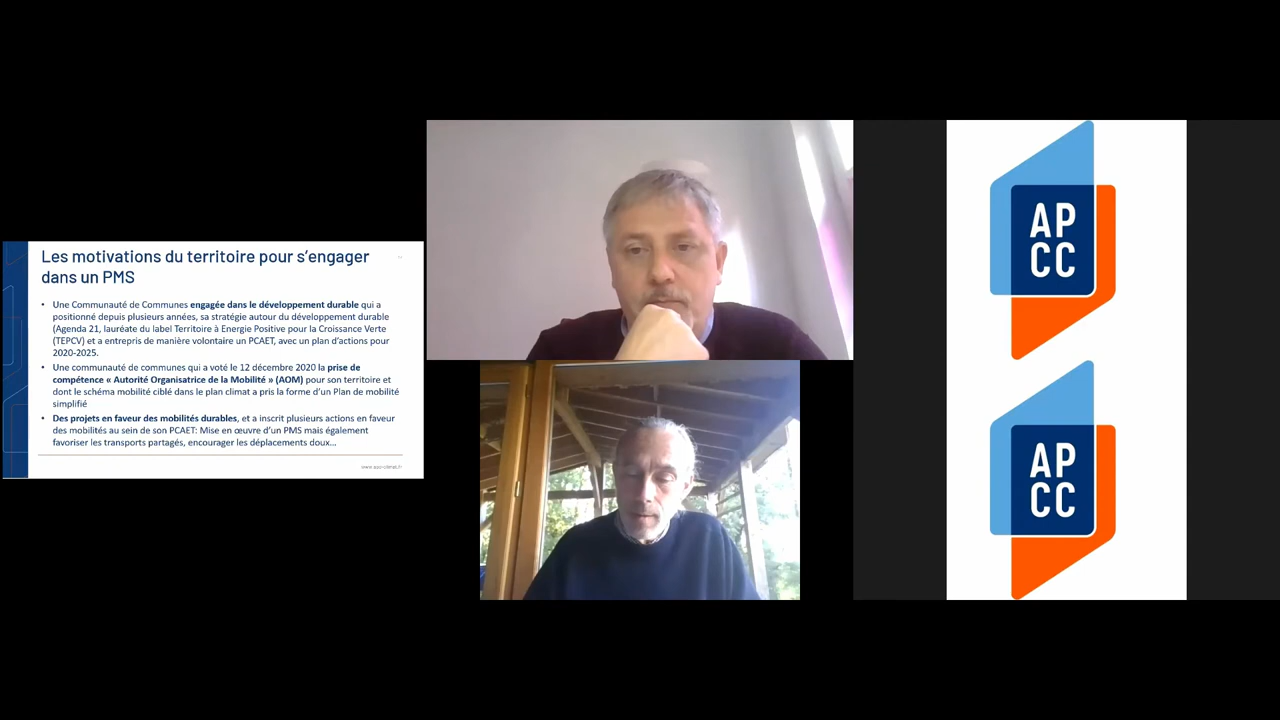 Les motivations du territoire pour s'engager
dans un PMS
• Une Communauté de Communes engagée dans le développement durable qui a
positionné depuis plusieurs années, sa stratégie autour du développement durable
(Agenda 21, lauréate du label Territoire à Energie Positive pour la Croissance Verte
(TEPCV) et a entrepris de manière volontaire un PCAET, avec un plan d'actions pour
2020-2025.
• Une communauté de communes qui a voté le 12 décembre 2020 la prise de
compétence « Autorité Organisatrice de la Mobilité » (AOM) pour son territoire et
dont le schéma mobilité ciblé dans le plan climat a pris la forme d'un Plan de mobilité
simplifié
• Des projets en faveur des mobilités durables, et a inscrit plusieurs actions en faveur
des mobilités au sein de son PCAET: Mise en œuvre d'un PMS mais également
favoriser les transports partagés, encourager les déplacements doux...
AP
CC
AP
CC